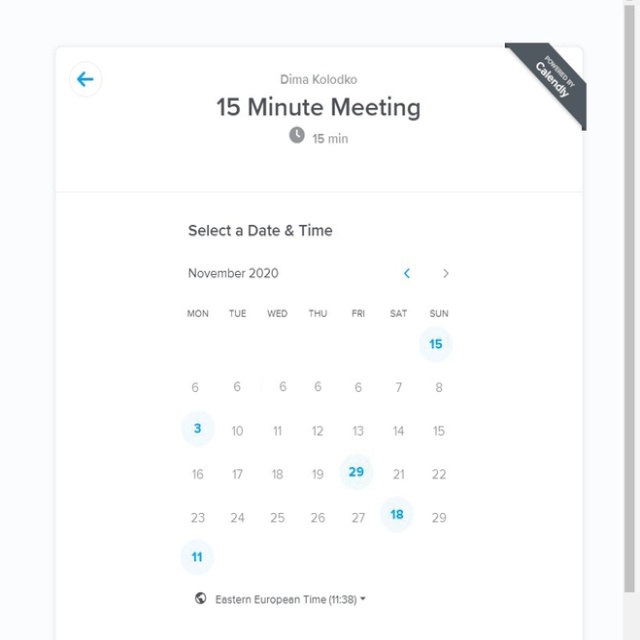 Dima Kolodko
15 Minute Meeting
15 min
POWERED BY
Calendly
Select a Date & Time
November 2020
MON TUE WED THU FRI SAT SUN
15
6 6 6 6 6 7 8
3 10 11 12 13 14 15
16 17 18 19 29 21 22
23 24 25 26 27 18 29
11
Eastern European Time (11:38)